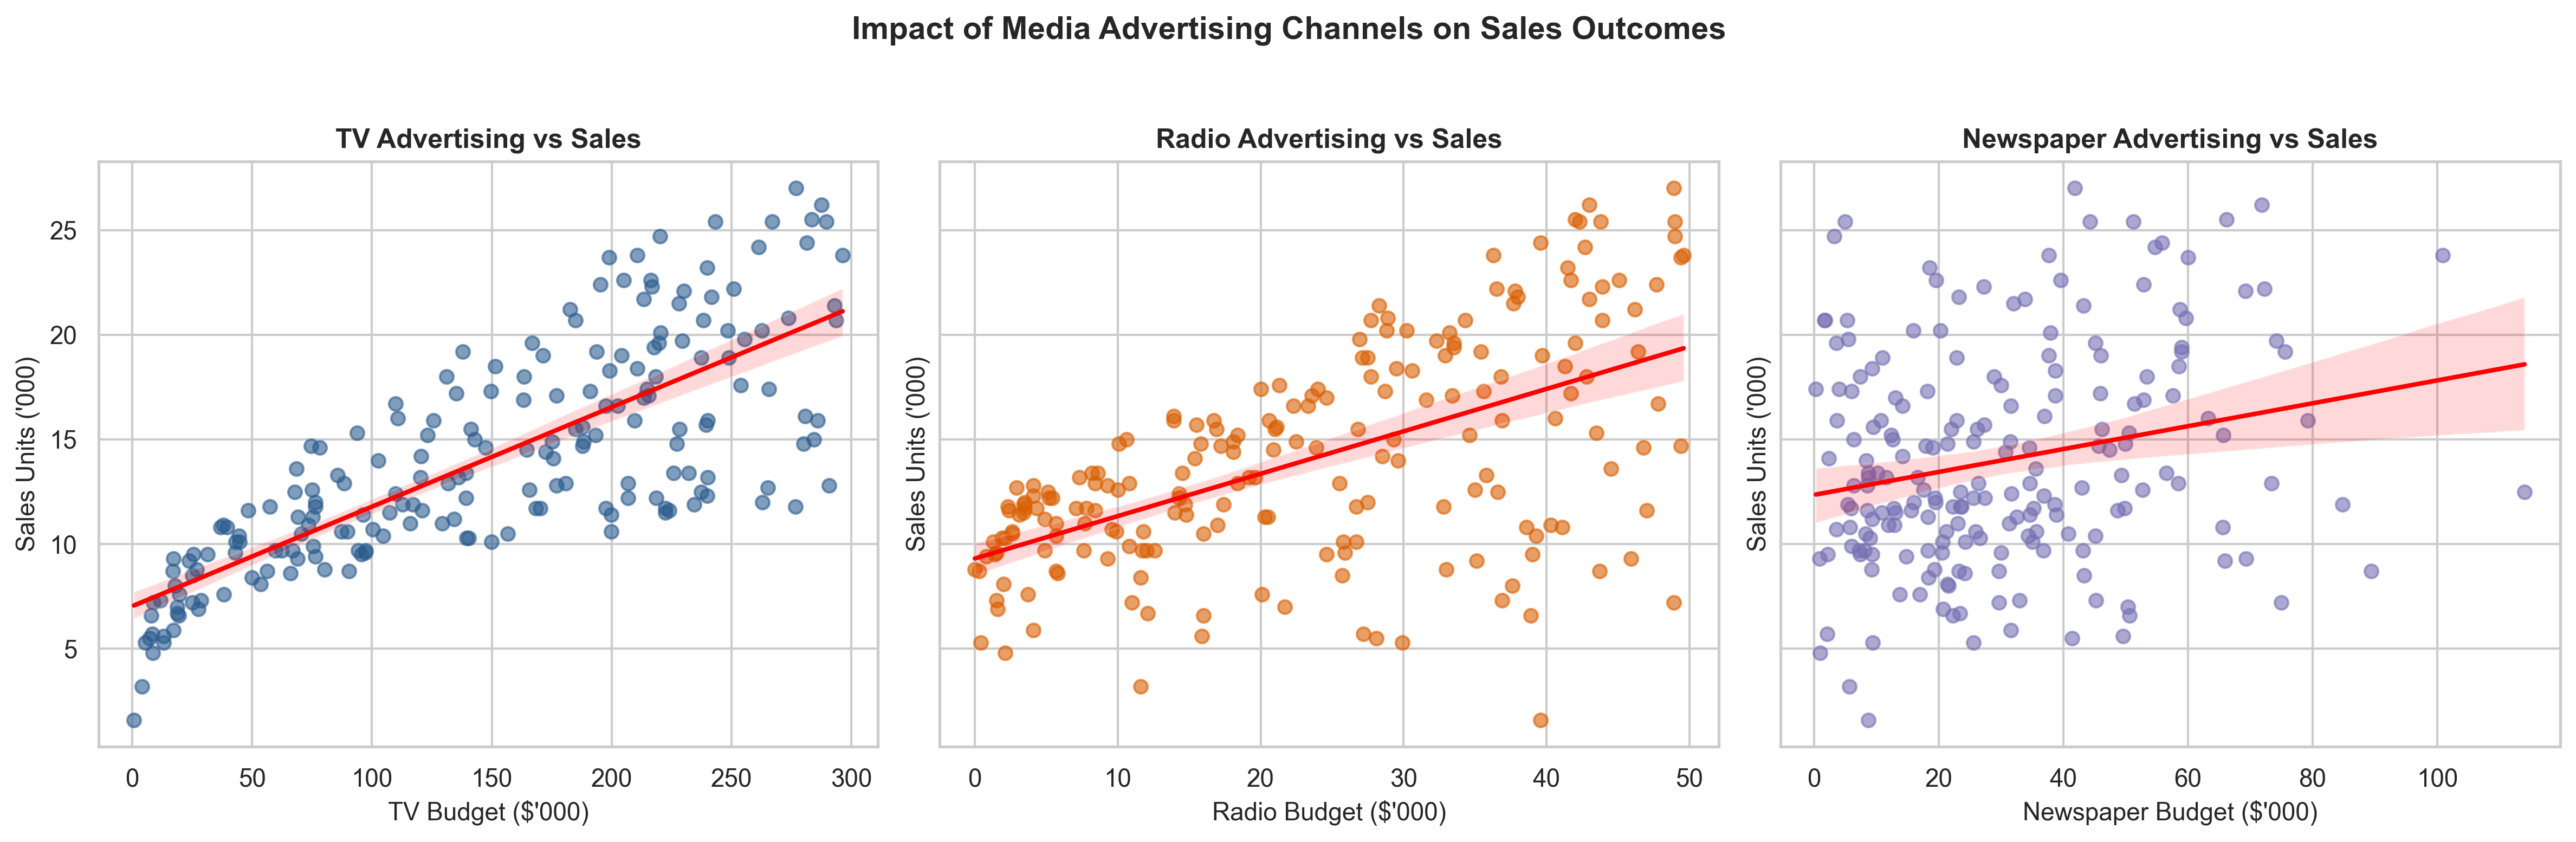 Impact of Media Advertising Channels on Sales Outcomes
TV Advertising vs Sales
Sales Units ('000)
25
20
15
10
5
0 50 100 150 200 250 300
TV Budget ($'000)
Radio Advertising vs Sales
Sales Units ('000)
0 10 20 30 40 50
Radio Budget ($'000)
Newspaper Advertising vs Sales
Sales Units ('000)
0 20 40 60 80 100
Newspaper Budget ($'000)